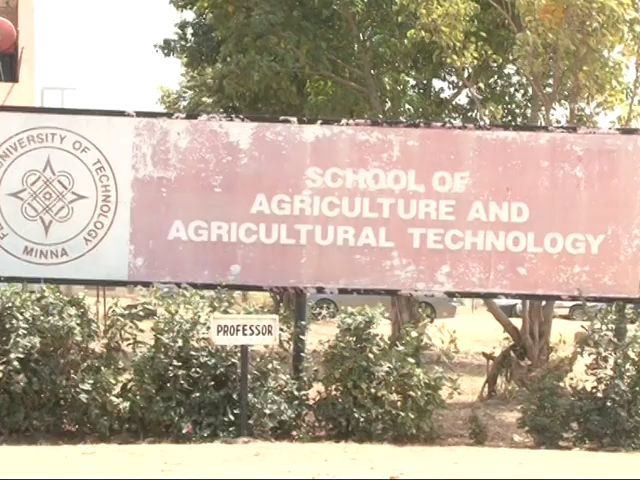 UNIVERSITY OF TECHNOLOGY
MINNA
SCHOOL OF
AGRICULTURE AND
AGRICULTURAL TECHNOLOGY
PROFESSOR